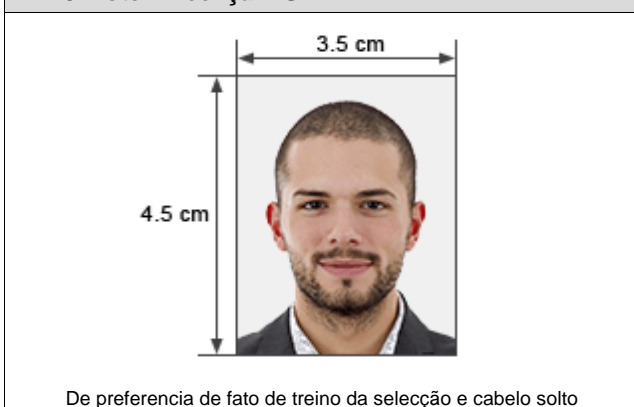 3.5 cm
4.5 cm
De preferencia de fato de treino da selecção e cabelo solto